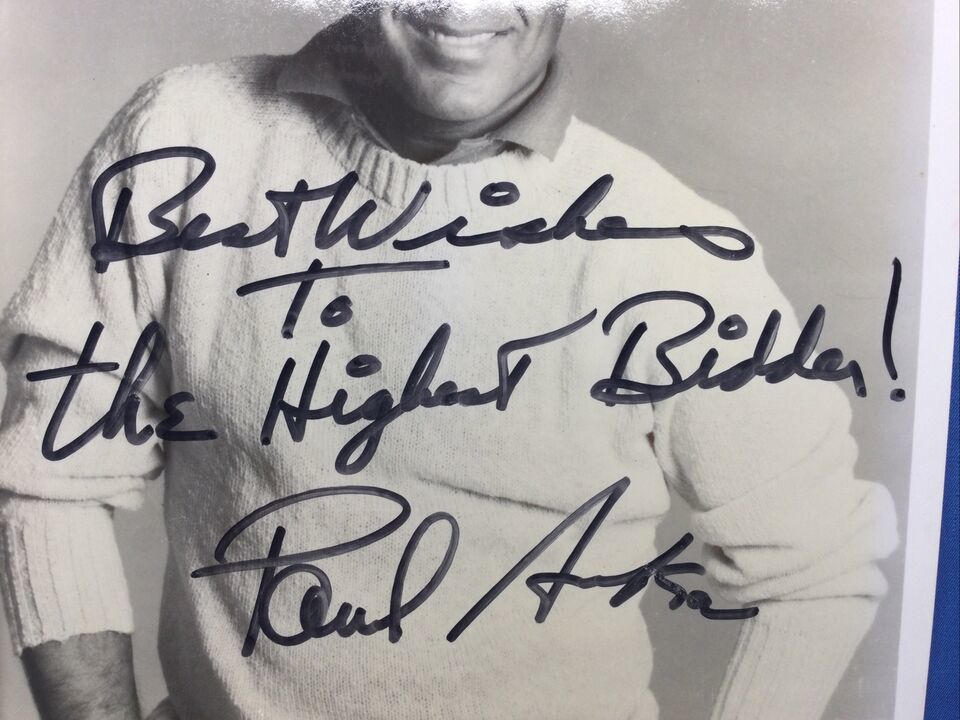 Best Wishes
To
the Highest Bidder!
Paul Anka